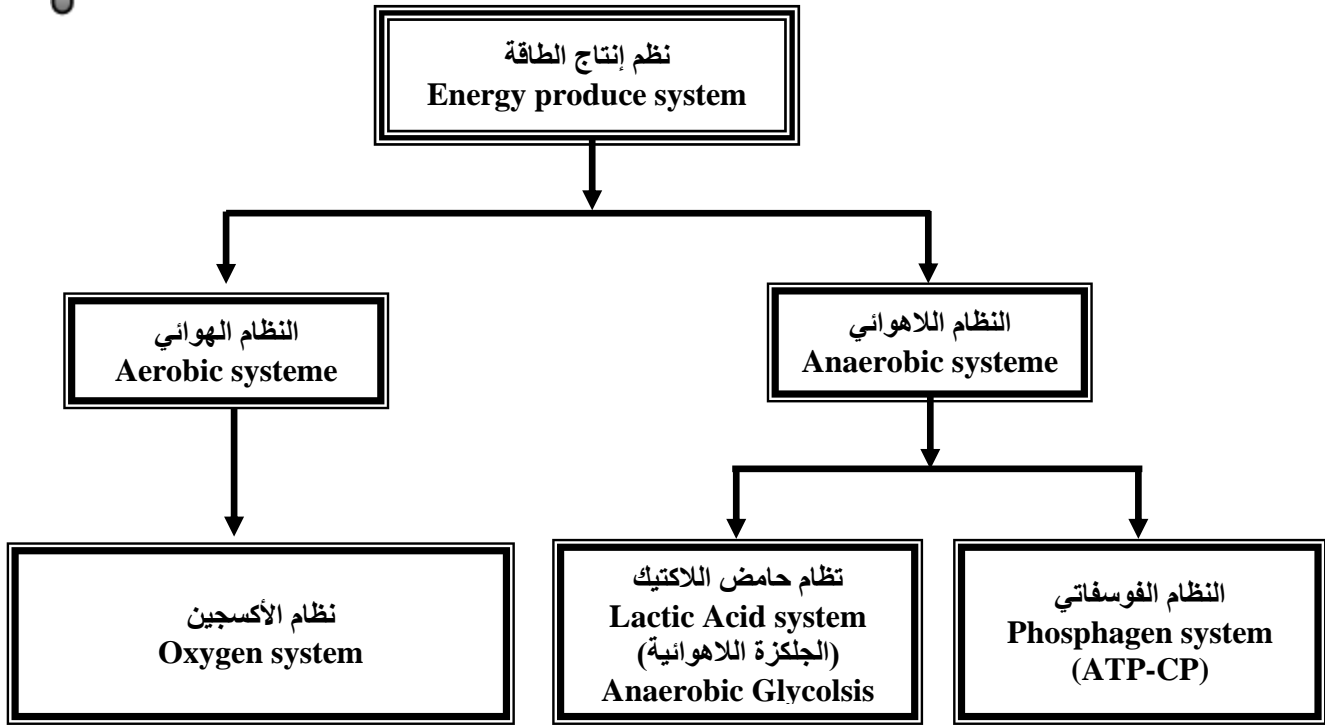 نظم إنتاج الطاقة
Energy produce system
النظام الهوائي
Aerobic systeme
النظام اللاهوائي
Anaerobic systeme
نظام الأكسجين
Oxygen system
تظام حامض اللاكتيك
Lactic Acid system
(الجلكزة اللاهوائية)
Anaerobic Glycolsis
النظام الفوسفاتي
Phosphagen system
(ATP-CP)